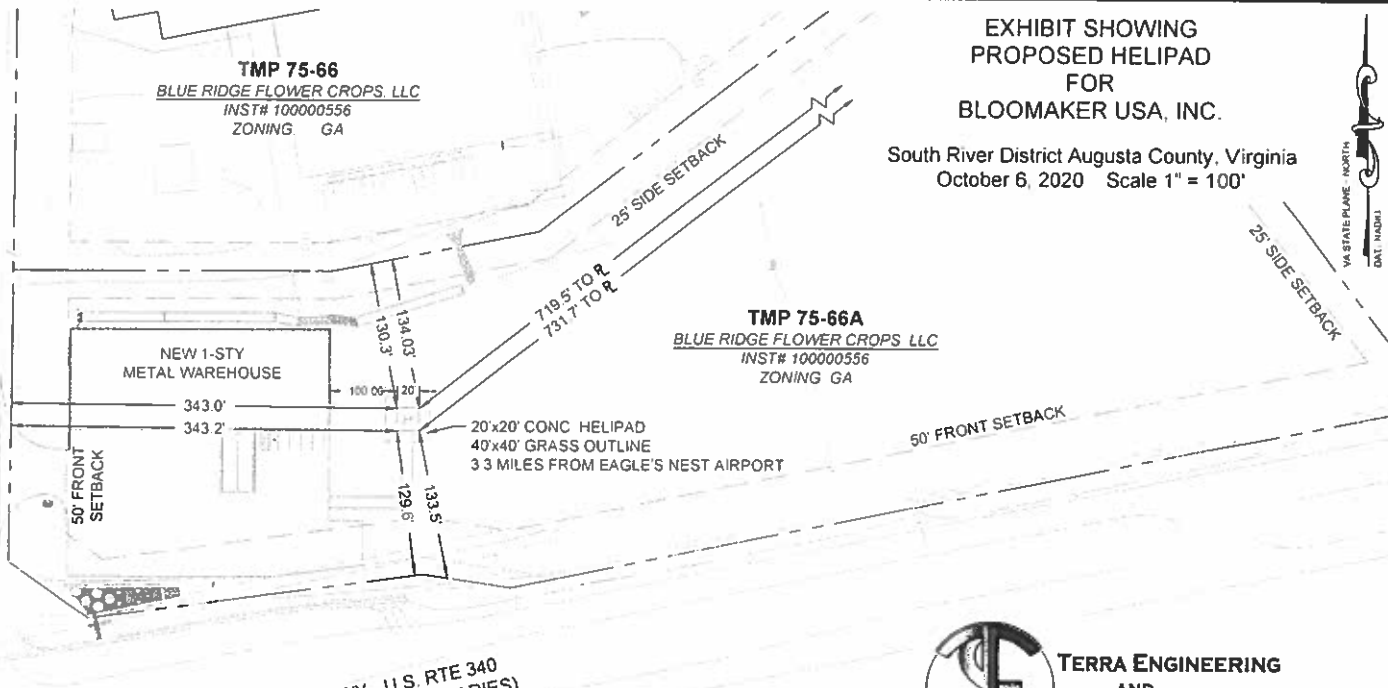 EXHIBIT SHOWING
PROPOSED HELIPAD
FOR
BLOOMAKER USA, INC.
South River District Augusta County, Virginia
October 6, 2020 Scale 1" = 100'
VA STATE PLANE - NORTH
TMP 75-66
BLUE RIDGE FLOWER CROPS. LLC
INST# 100000556
ZONING. GA
25' SIDE SETBACK
25' SIDE SETBACK
719.5' TO PL
731.7' TO PL
130.3'
134.03'
TMP 75-66A
BLUE RIDGE FLOWER CROPS LLC
INST# 100000556
ZONING GA
NEW 1-STY
METAL WAREHOUSE
20'
343.0'
343.2'
20'x20' CONC HELIPAD
40'x40' GRASS OUTLINE
3 3 MILES FROM EAGLE'S NEST AIRPORT
50' FRONT SETBACK
50' FRONT
SETBACK
129.6'
133.5'
U.S. RTE 340
TERRA ENGINEERING
AND